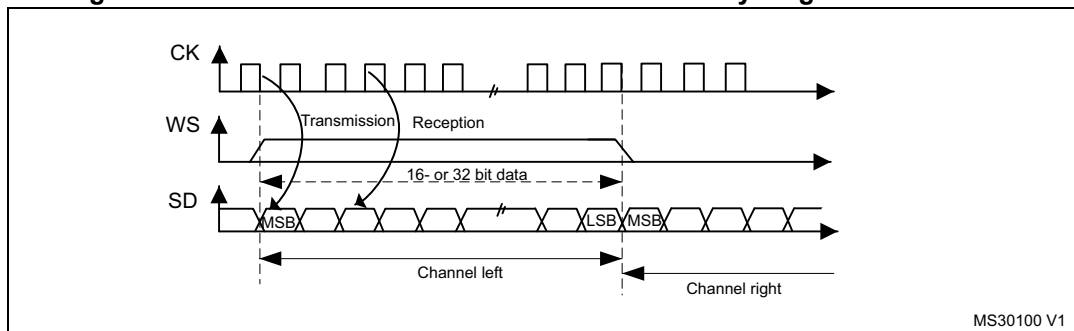 CK
Transmission Reception
WS
16- or 32 bit data
SD
MSB LSB MSB
Channel left
Channel right
MS30100 V1